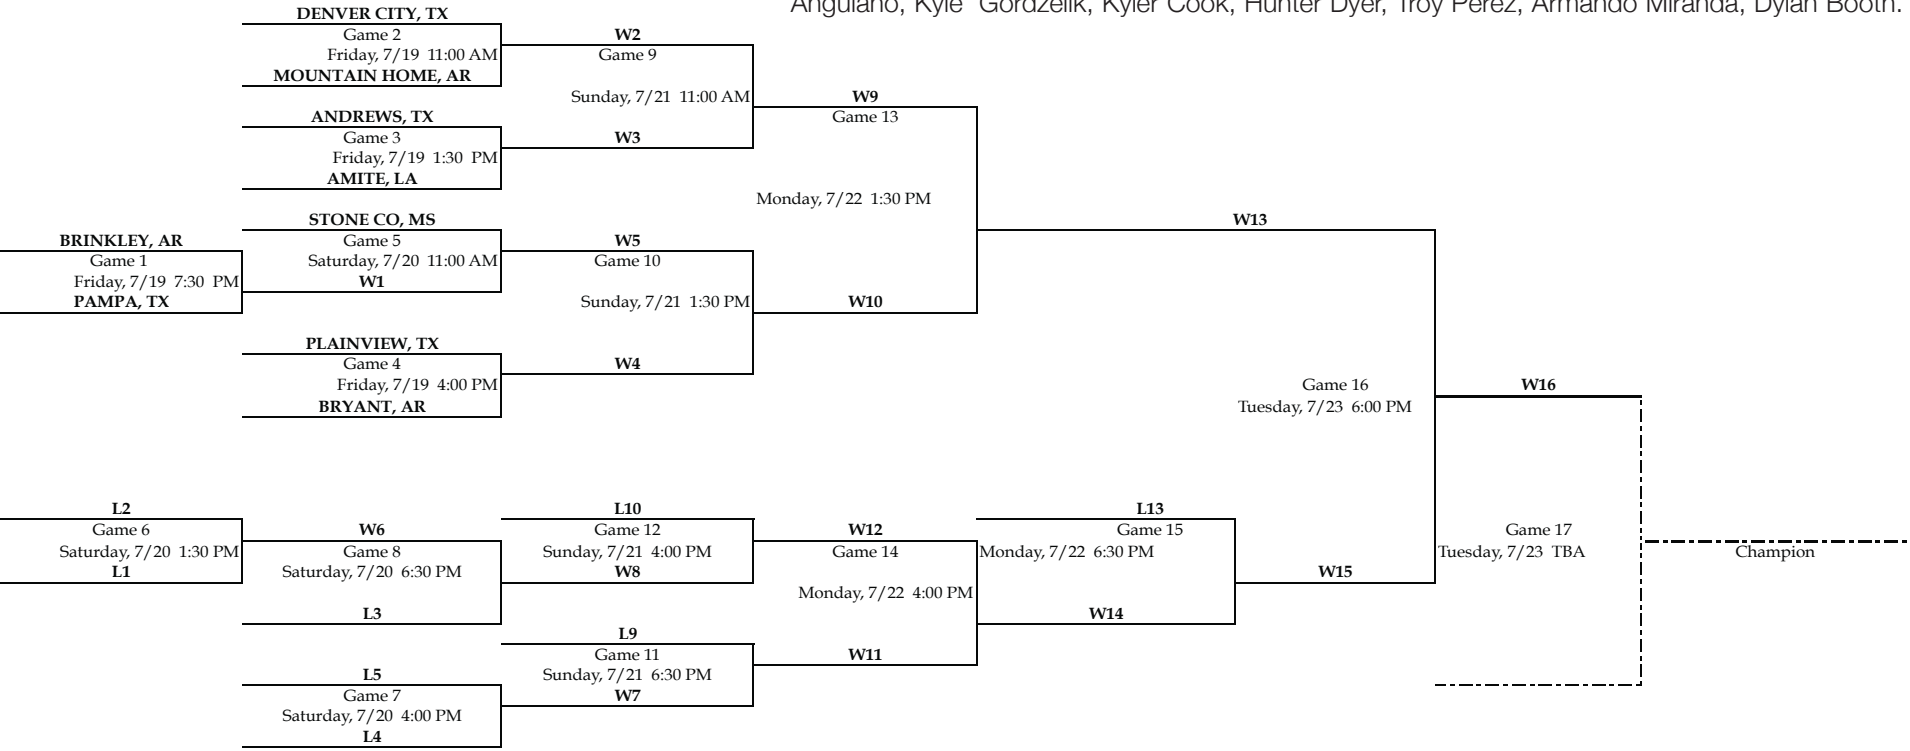 Anguiano, Kyle Gordzelik, Kyler Cook, Hunter Dyer, Troy Perez, Armando Miranda, Dylan Booth.
DENVER CITY, TX
Game 2
Friday, 7/19 11:00 AM
MOUNTAIN HOME, AR
ANDREWS, TX
Game 3
Friday, 7/19 1:30 PM
AMITE, LA
STONE CO, MS
Game 5
Saturday, 7/20 11:00 AM
W1
BRINKLEY, AR
Game 1
Friday, 7/19 7:30 PM
PAMPA, TX
PLAINVIEW, TX
Game 4
Friday, 7/19 4:00 PM
BRYANT, AR
W2
Game 9
Sunday, 7/21 11:00 AM
W3
W5
Game 10
Sunday, 7/21 1:30 PM
W4
W9
Game 13
Monday, 7/22 1:30 PM
W10
W13
Game 16
Tuesday, 7/23 6:00 PM
W16
L2
Game 6
Saturday, 7/20 1:30 PM
L1
W6
Game 8
Saturday, 7/20 6:30 PM
L3
L5
Game 7
Saturday, 7/20 4:00 PM
L4
L10
Game 12
Sunday, 7/21 4:00 PM
W8
L9
Game 11
Sunday, 7/21 6:30 PM
W7
W12
Game 14
Monday, 7/22 4:00 PM
W11
L13
Game 15
Monday, 7/22 6:30 PM
W14
W15
Game 17
Tuesday, 7/23 TBA
Champion